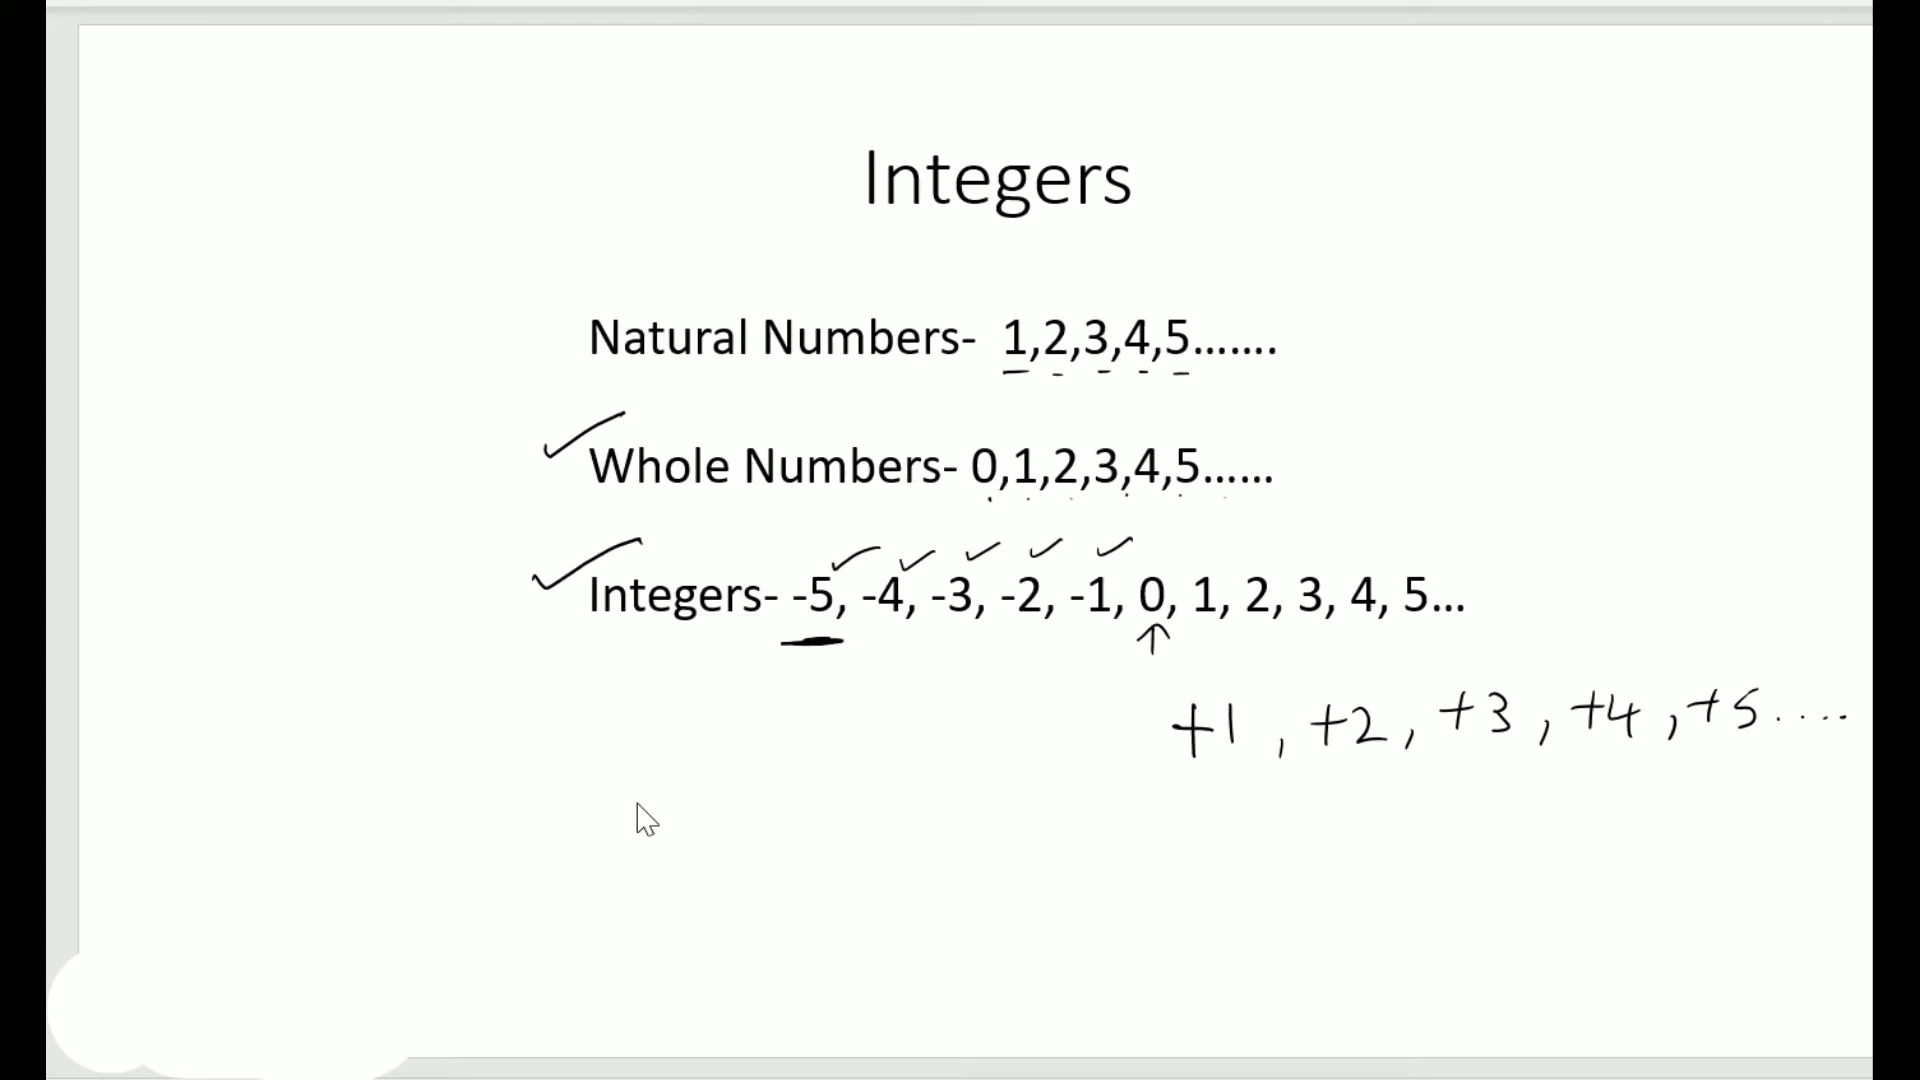 Integers
Natural Numbers- 1,2,3,4,5.......
Whole Numbers- 0,1,2,3,4,5......
Integers- -5, -4, -3, -2, -1, 0, 1, 2, 3, 4, 5...
+1, +2, +3, +4, +5....